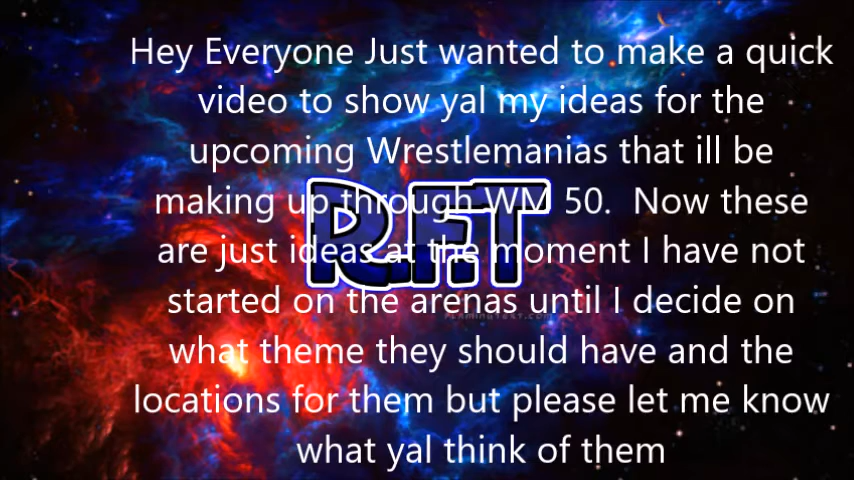 Hey Everyone Just wanted to make a quick
video to show yal my ideas for the
upcoming Wrestlemanias that ill be
making up through WM 50.  Now these
are just ideas at the moment I have not
started on the arenas until I decide on
what theme they should have and the
locations for them but please let me know
what yal think of them
R.F.T
FlamingText.com